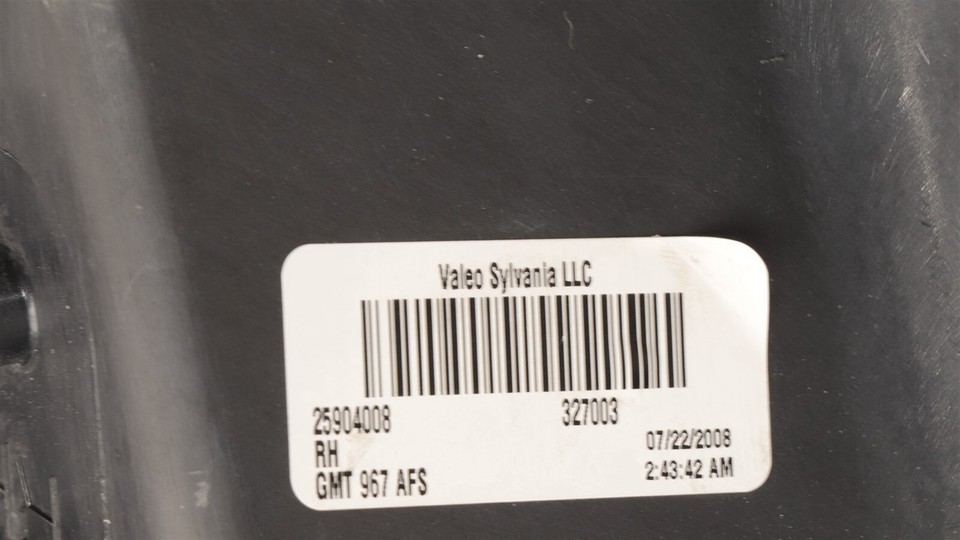 Valeo Sylvania LLC
25904008 327003
RH 07/22/2008
GMT 967 AFS 2:43:42 AM